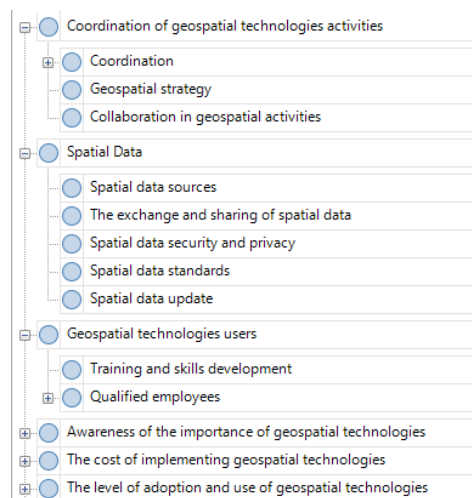 Coordination of geospatial technologies activities
Coordination
Geospatial strategy
Collaboration in geospatial activities
Spatial Data
Spatial data sources
The exchange and sharing of spatial data
Spatial data security and privacy
Spatial data standards
Spatial data update
Geospatial technologies users
Training and skills development
Qualified employees
Awareness of the importance of geospatial technologies
The cost of implementing geospatial technologies
The level of adoption and use of geospatial technologies